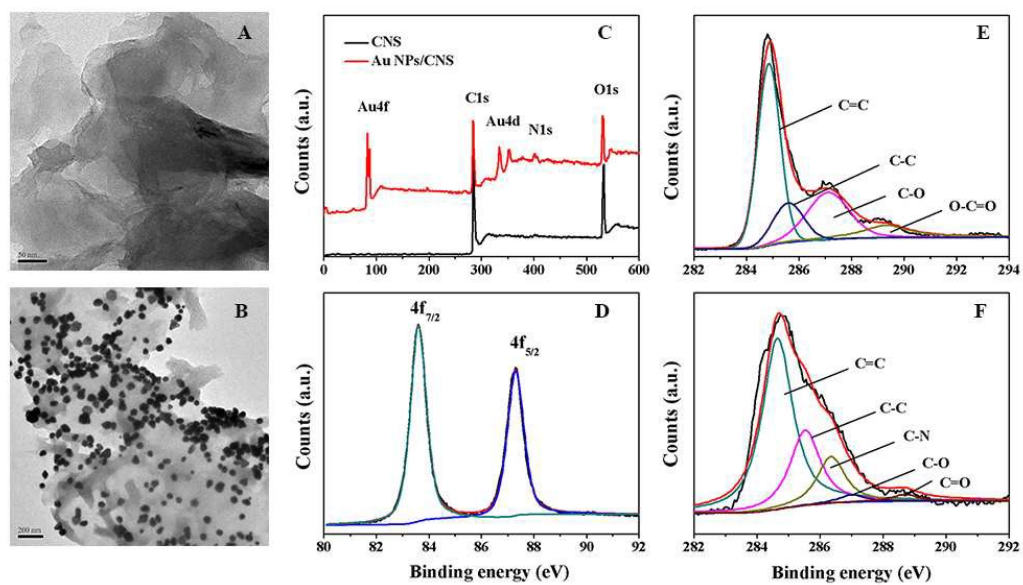 A
50 nm
B
200 nm
C
CNS
Au NPs/CNS
Au4f
C1s
Au4d
N1s
O1s
Counts (a.u.)
0 100 200 300 400 500 600
D
4f7/2
4f5/2
Counts (a.u.)
80 82 84 86 88 90 92
Binding energy (eV)
E
C=C
C-C
C-O
O-C=O
Counts (a.u.)
282 284 286 288 290 292 294
F
C=C
C-C
C-N
C-O
C=O
Counts (a.u.)
282 284 286 288 290 292
Binding energy (eV)